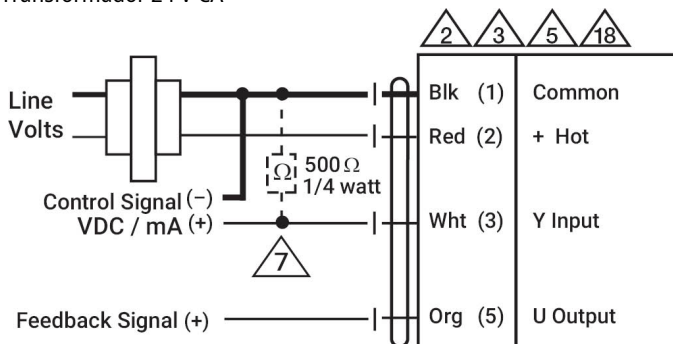 Transformador 24 V CA
2 3 5 18
Line
Volts
Blk (1) Common
Red (2) + Hot
Ω 500 Ω
1/4 watt
Control Signal (–)
VDC / mA (+)
Wht (3) Y Input
7
Feedback Signal (+)
Org (5) U Output